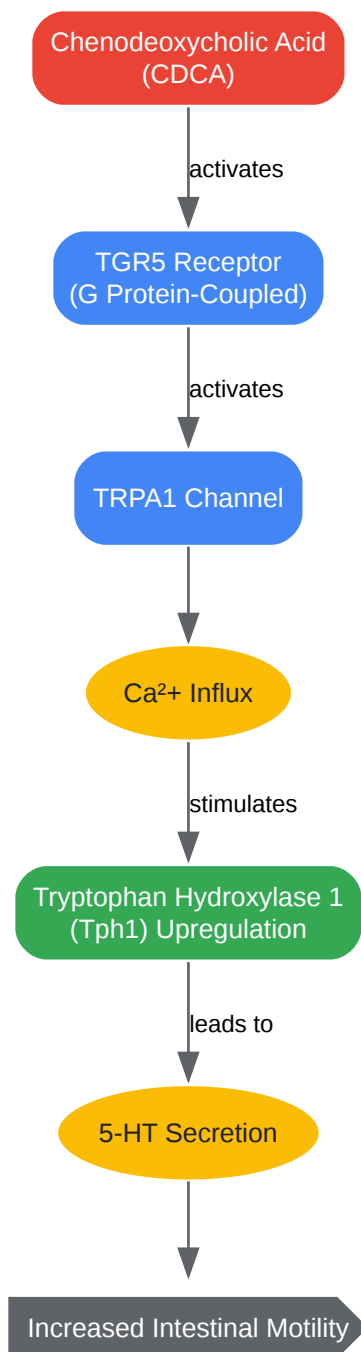 Chenodeoxycholic Acid
(CDCA)
activates
TGR5 Receptor
(G Protein-Coupled)
activates
TRPA1 Channel
Ca²+ Influx
stimulates
Tryptophan Hydroxylase 1
(Tph1) Upregulation
leads to
5-HT Secretion
Increased Intestinal Motility